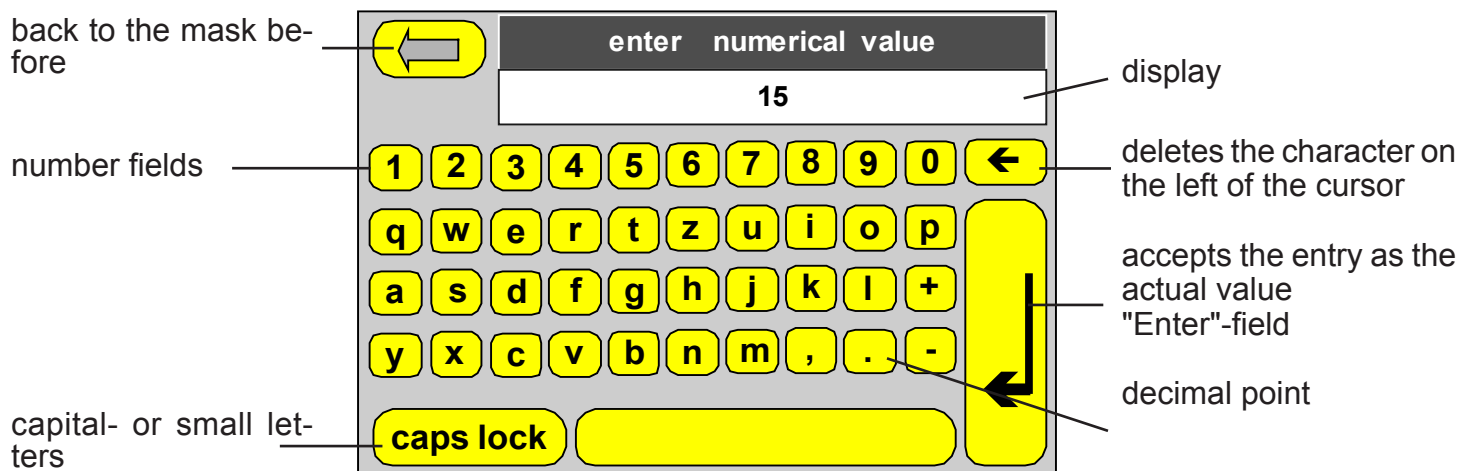 back to the mask be-
fore
enter numerical value
15
display
number fields
1 2 3 4 5 6 7 8 9 0 ←
deletes the character on
the left of the cursor
q w e r t z u i o p
a s d f g h j k l +
accepts the entry as the
actual value
"Enter"-field
y x c v b n m , . -
decimal point
capital- or small let-
ters
caps lock